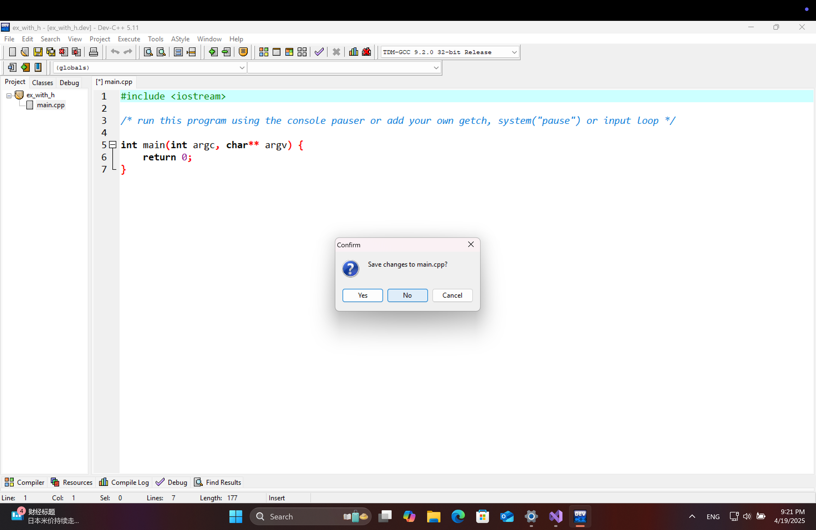 ex_with_h - [ex_with_h.dev] - Dev-C++ 5.11
File Edit Search View Project Execute Tools AStyle Window Help
TDM-GCC 9.2.0 32-bit Release
(globals)
Project Classes Debug
[*] main.cpp
ex_with_h
main.cpp
1 #include <iostream>
2
3 /* run this program using the console pauser or add your own getch, system("pause") or input loop */
4
5 int main(int argc, char** argv) {
6 return 0;
7 }
Confirm
Save changes to main.cpp?
Yes No Cancel
Compiler Resources Compile Log Debug Find Results
Line: 1 Col: 1 Sel: 0 Lines: 7 Length: 177 Insert
4
财经标题
日本米价持续走...
Search
ENG
9:21 PM
4/19/2025